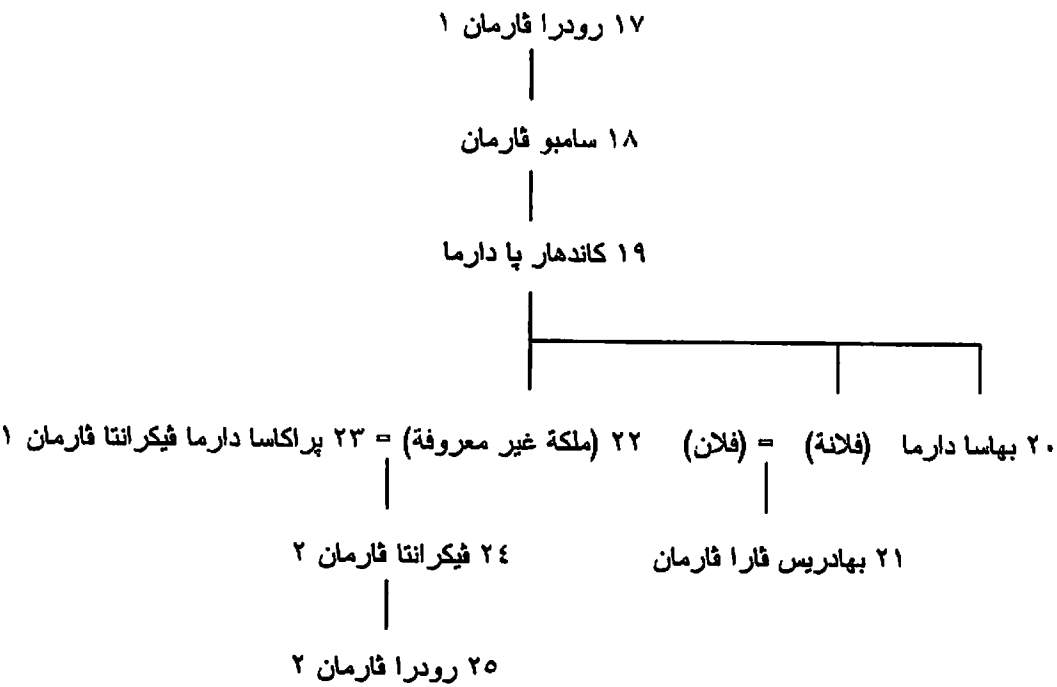 ١٧ رودرا ڤارمان ١
١٨ سامبو ڤارمان
١٩ كاندهار پا دارما
٢٠ بهاسا دارما (فلانة) = (فلان) ٢٢ (ملكة غير معروفة) = ٢٣ پراكاسا دارما ڤيكرانتا ڤارمان ١
٢١ بهادريس ڤارا ڤارمان ٢٤ ڤيكرانتا ڤارمان ٢
٢٥ رودرا ڤارمان ٢